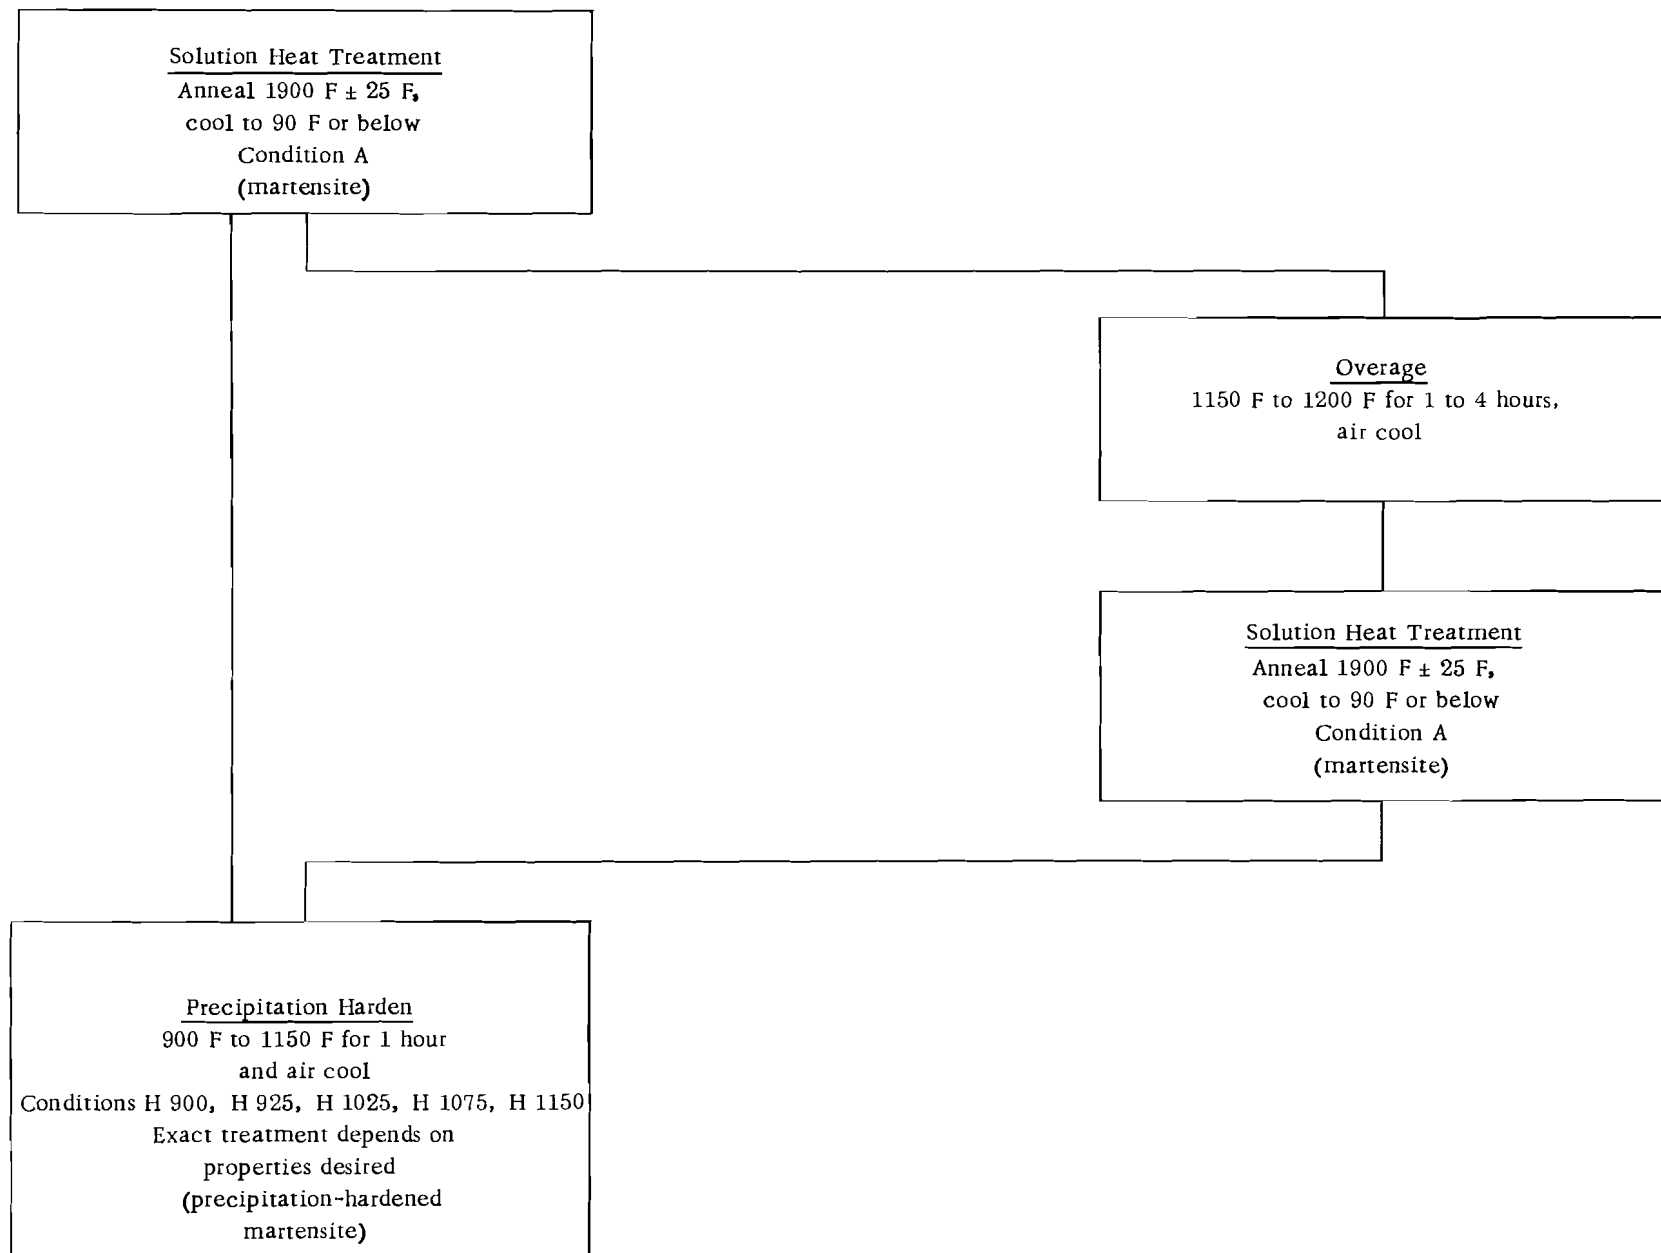 Solution Heat Treatment
Anneal 1900 F ± 25 F,
cool to 90 F or below
Condition A
(martensite)
Overage
1150 F to 1200 F for 1 to 4 hours,
air cool
Solution Heat Treatment
Anneal 1900 F ± 25 F,
cool to 90 F or below
Condition A
(martensite)
Precipitation Harden
900 F to 1150 F for 1 hour
and air cool
Conditions H 900, H 925, H 1025, H 1075, H 1150
Exact treatment depends on
properties desired
(precipitation-hardened
martensite)